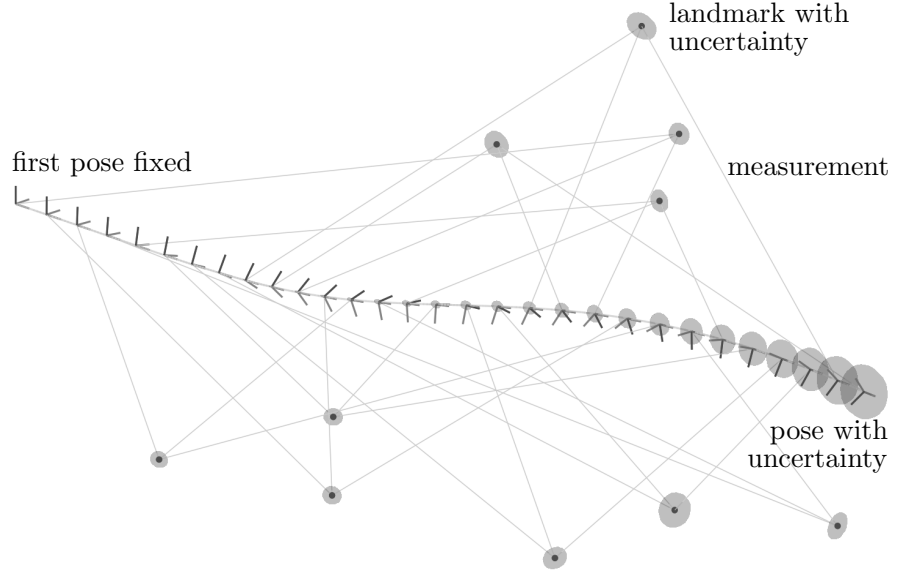 landmark with
uncertainty
first pose fixed
measurement
pose with
uncertainty